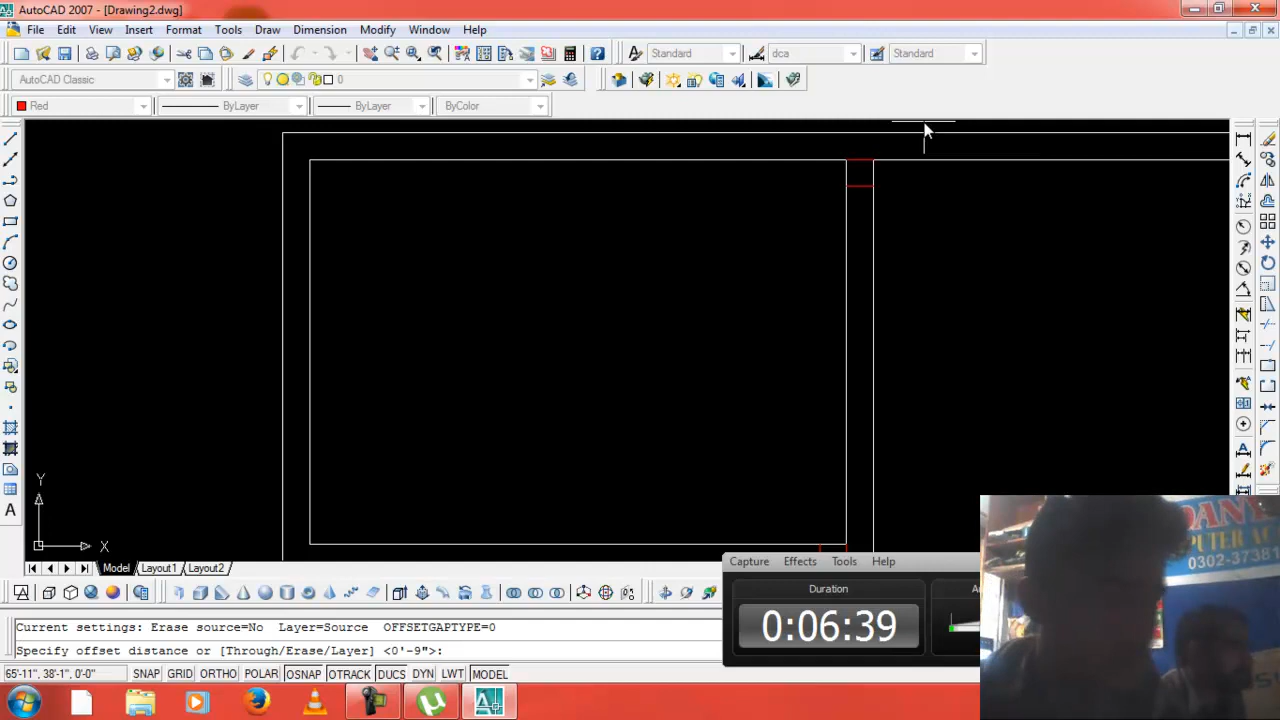 AutoCAD 2007 - [Drawing2.dwg]
File Edit View Insert Format Tools Draw Dimension Modify Window Help
Standard dca Standard
AutoCAD Classic 0
Red ByLayer ByLayer ByColor
Y
X
Model Layout1 Layout2
Current settings: Erase source=No Layer=Source OFFSETGAPTYPE=0
Specify offset distance or [Through/Erase/Layer] <0'-9">:
65'-11", 38'-1", 0'-0" SNAP GRID ORTHO POLAR OSNAP OTRACK DUCS DYN LWT MODEL
Capture Effects Tools Help
Duration
0:06:39
DANY
0302-37381